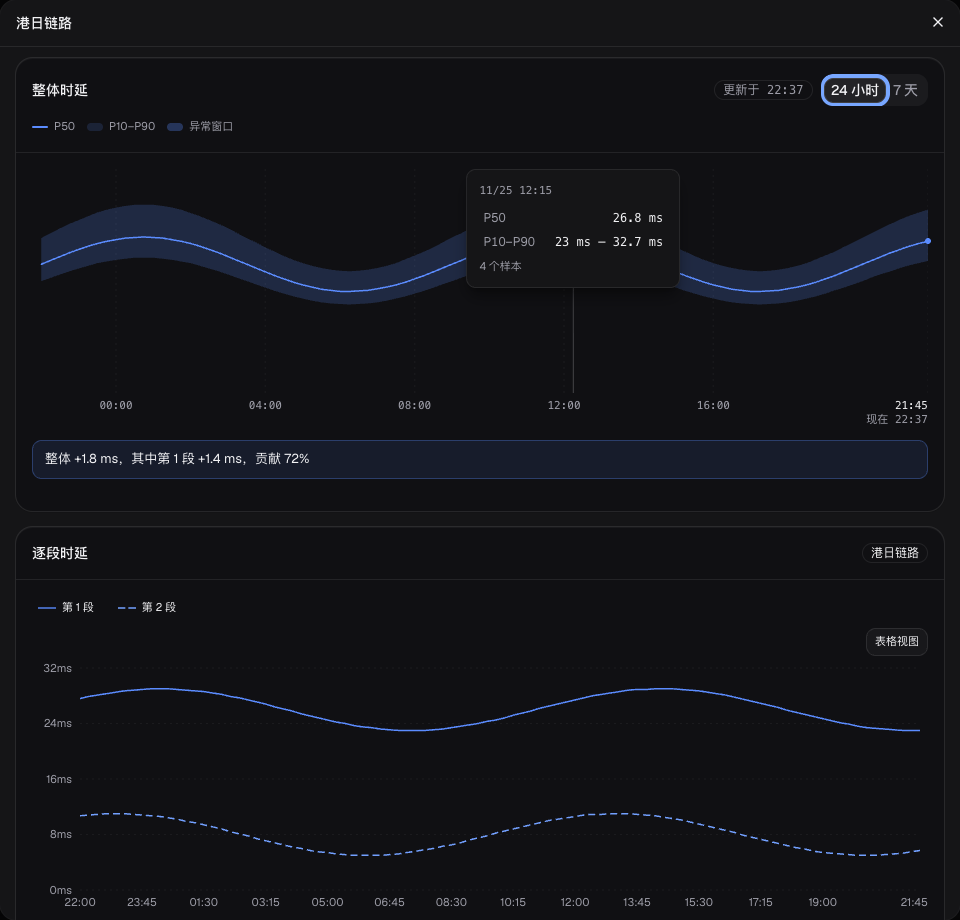 港日链路
整体时延
更新于 22:37
24 小时
7 天
P50
P10–P90
异常窗口
11/25 12:15
P50 26.8 ms
P10–P90 23 ms – 32.7 ms
4 个样本
00:00 04:00 08:00 12:00 16:00 21:45
现在 22:37
整体 +1.8 ms，其中第 1 段 +1.4 ms，贡献 72%
逐段时延
港日链路
第 1 段 第 2 段
表格视图
32ms
24ms
16ms
8ms
0ms
22:00 23:45 01:30 03:15 05:00 06:45 08:30 10:15 12:00 13:45 15:30 17:15 19:00 21:45